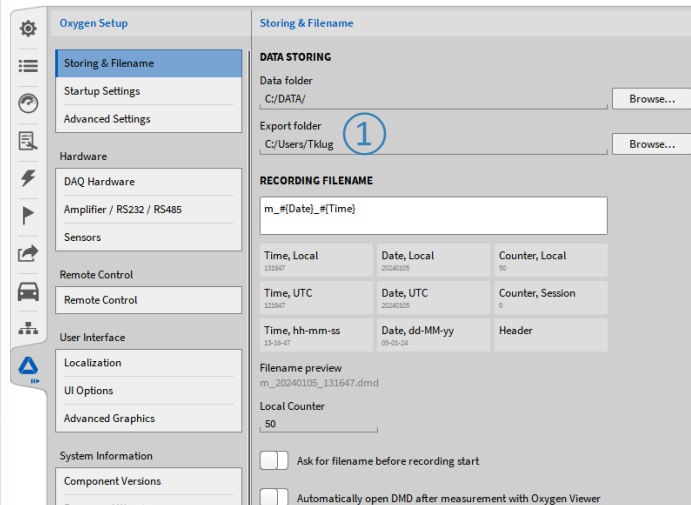 Oxygen Setup
Storing & Filename
Startup Settings
Advanced Settings
Hardware
DAQ Hardware
Amplifier / RS232 / RS485
Sensors
Remote Control
Remote Control
User Interface
Localization
UI Options
Advanced Graphics
System Information
Component Versions
Storing & Filename
DATA STORING
Data folder
C:/DATA/ Browse...
Export folder
C:/Users/Tklug Browse...
1
RECORDING FILENAME
m_#{Date}_#{Time}
Time, Local Date, Local Counter, Local
131647 20240105 50
Time, UTC Date, UTC Counter, Session
121647 20240105 0
Time, hh-mm-ss Date, dd-MM-yy Header
13-16-47 05-01-24
Filename preview
m_20240105_131647.dmd
Local Counter
50
Ask for filename before recording start
Automatically open DMD after measurement with Oxygen Viewer